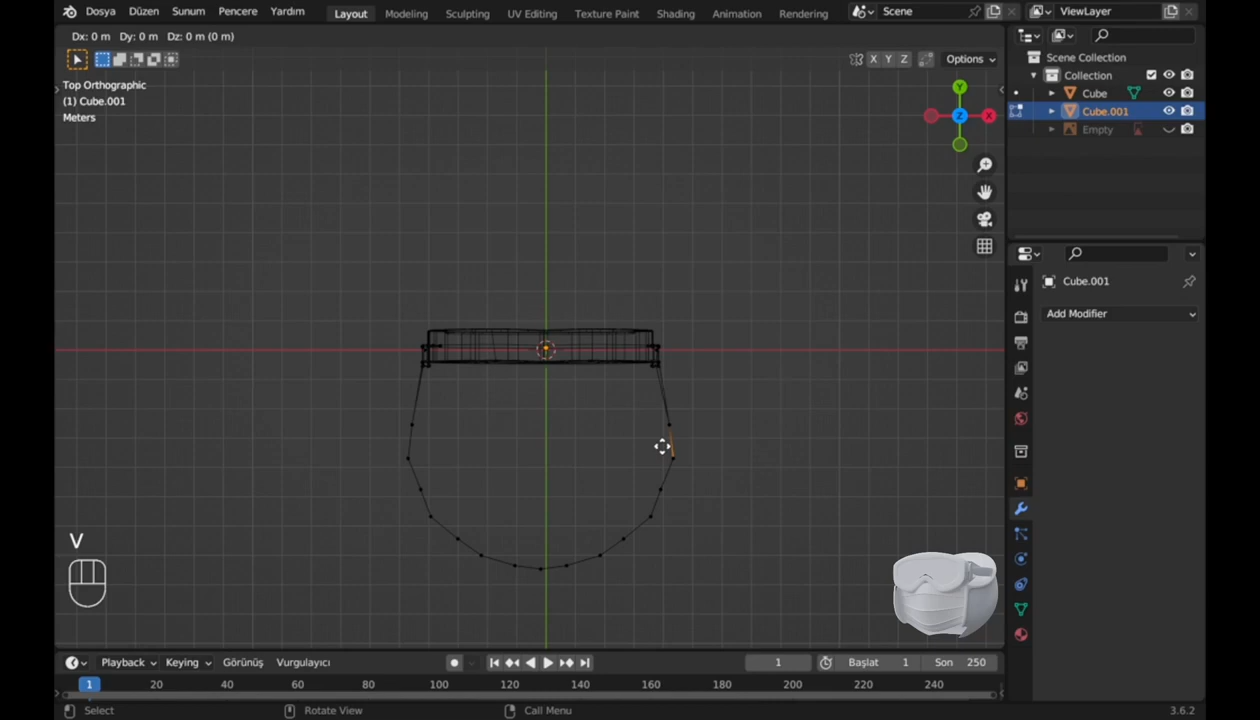 Dosya Düzen Sunum Pencere Yardım Layout Modeling Sculpting UV Editing Texture Paint Shading Animation Rendering Scene ViewLayer
Dx: 0 m Dy: 0 m Dz: 0 m (0 m)
X Y Z Options
Top Orthographic
(1) Cube.001
Meters
Y
Z
X
Scene Collection
Collection
Cube
Cube.001
Empty
Cube.001
Add Modifier
V
Playback Keying Görünüş Vurgulayıcı 1 Başlat 1 Son 250
1 20 40 60 80 100 120 140 160 180 200 220 240
Select Rotate View Call Menu 3.6.2